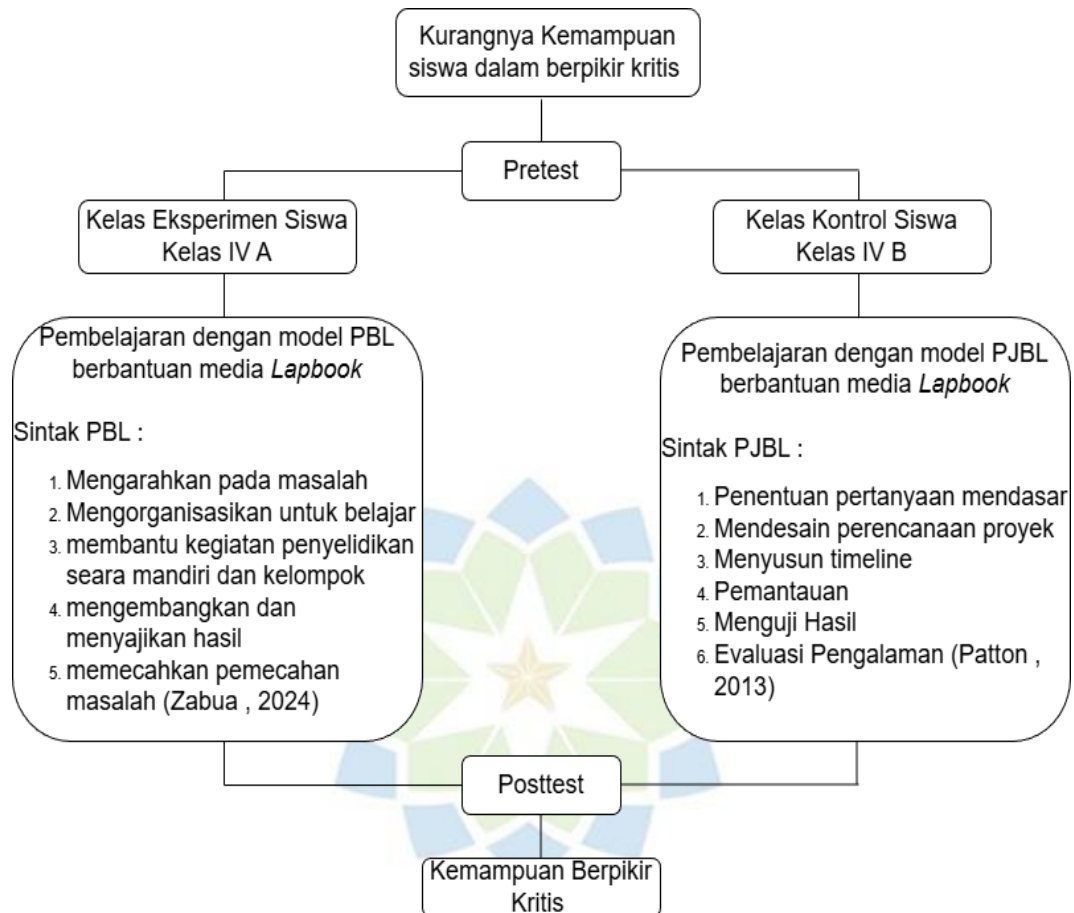 Kurangnya Kemampuan
siswa dalam berpikir kritis
Pretest
Kelas Eksperimen Siswa
Kelas IV A
Kelas Kontrol Siswa
Kelas IV B
Pembelajaran dengan model PBL
berbantuan media Lapbook
Sintak PBL :
1. Mengarahkan pada masalah
2. Mengorganisasikan untuk belajar
3. membantu kegiatan penyelidikan
seara mandiri dan kelompok
4. mengembangkan dan
menyajikan hasil
5. memecahkan pemecahan
masalah (Zabua , 2024)
Pembelajaran dengan model PJBL
berbantuan media Lapbook
Sintak PJBL :
1. Penentuan pertanyaan mendasar
2. Mendesain perencanaan proyek
3. Menyusun timeline
4. Pemantauan
5. Menguji Hasil
6. Evaluasi Pengalaman (Patton ,
2013)
Posttest
Kemampuan Berpikir
Kritis